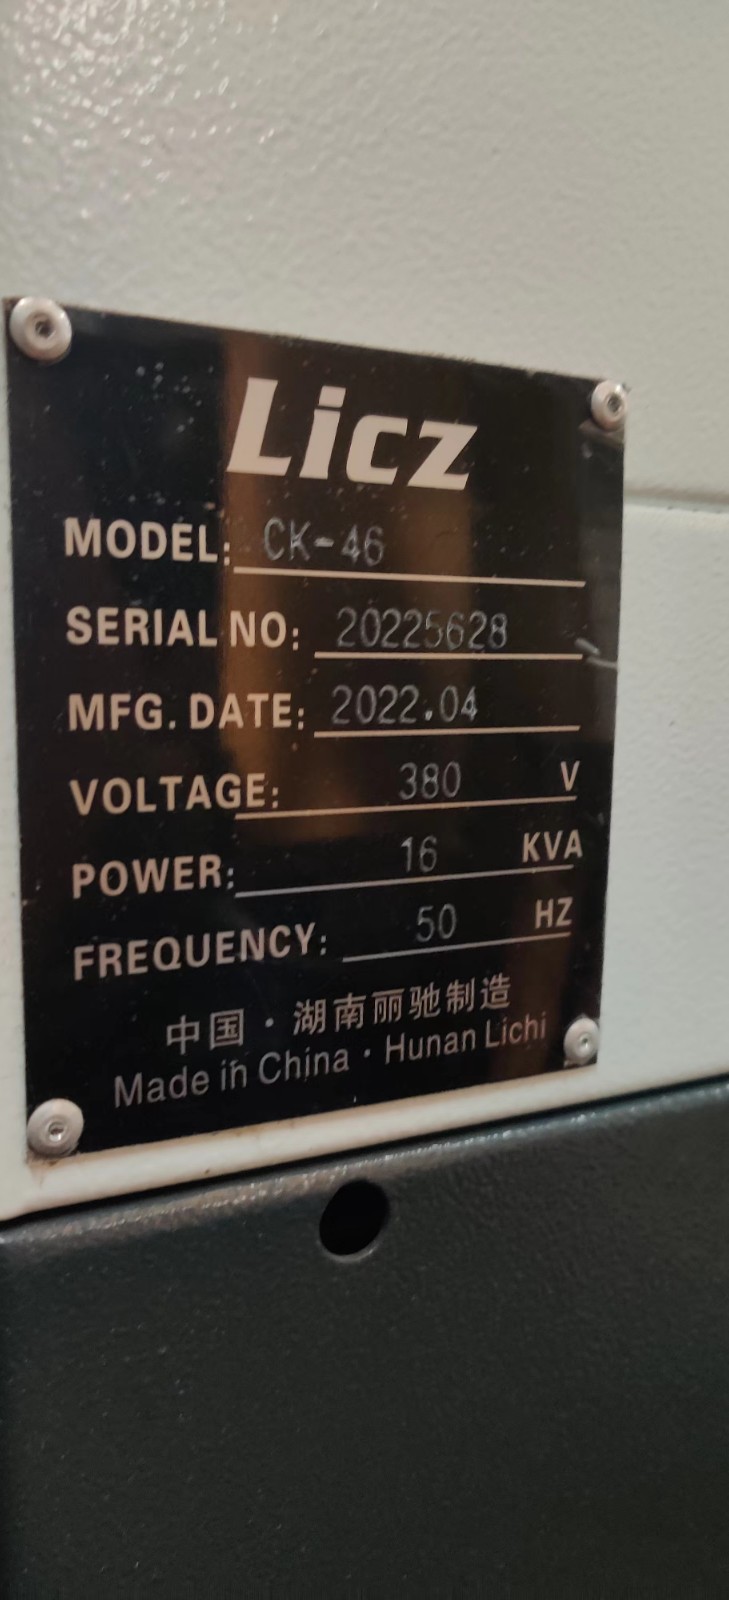 Licz
MODEL: CK-46
SERIAL NO: 20225628
MFG. DATE: 2022.04
VOLTAGE: 380 V
POWER: 16 KVA
FREQUENCY: 50 HZ
中国·湖南丽驰制造
Made in China · Hunan Lichi